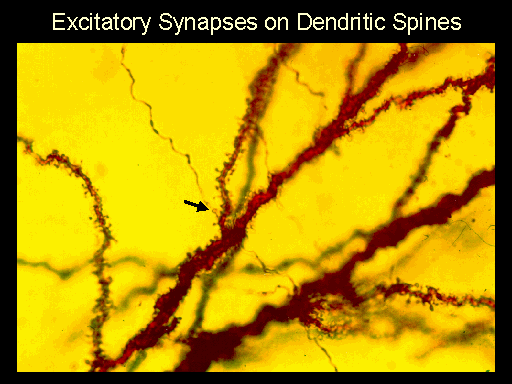 Excitatory Synapses on Dendritic Spines